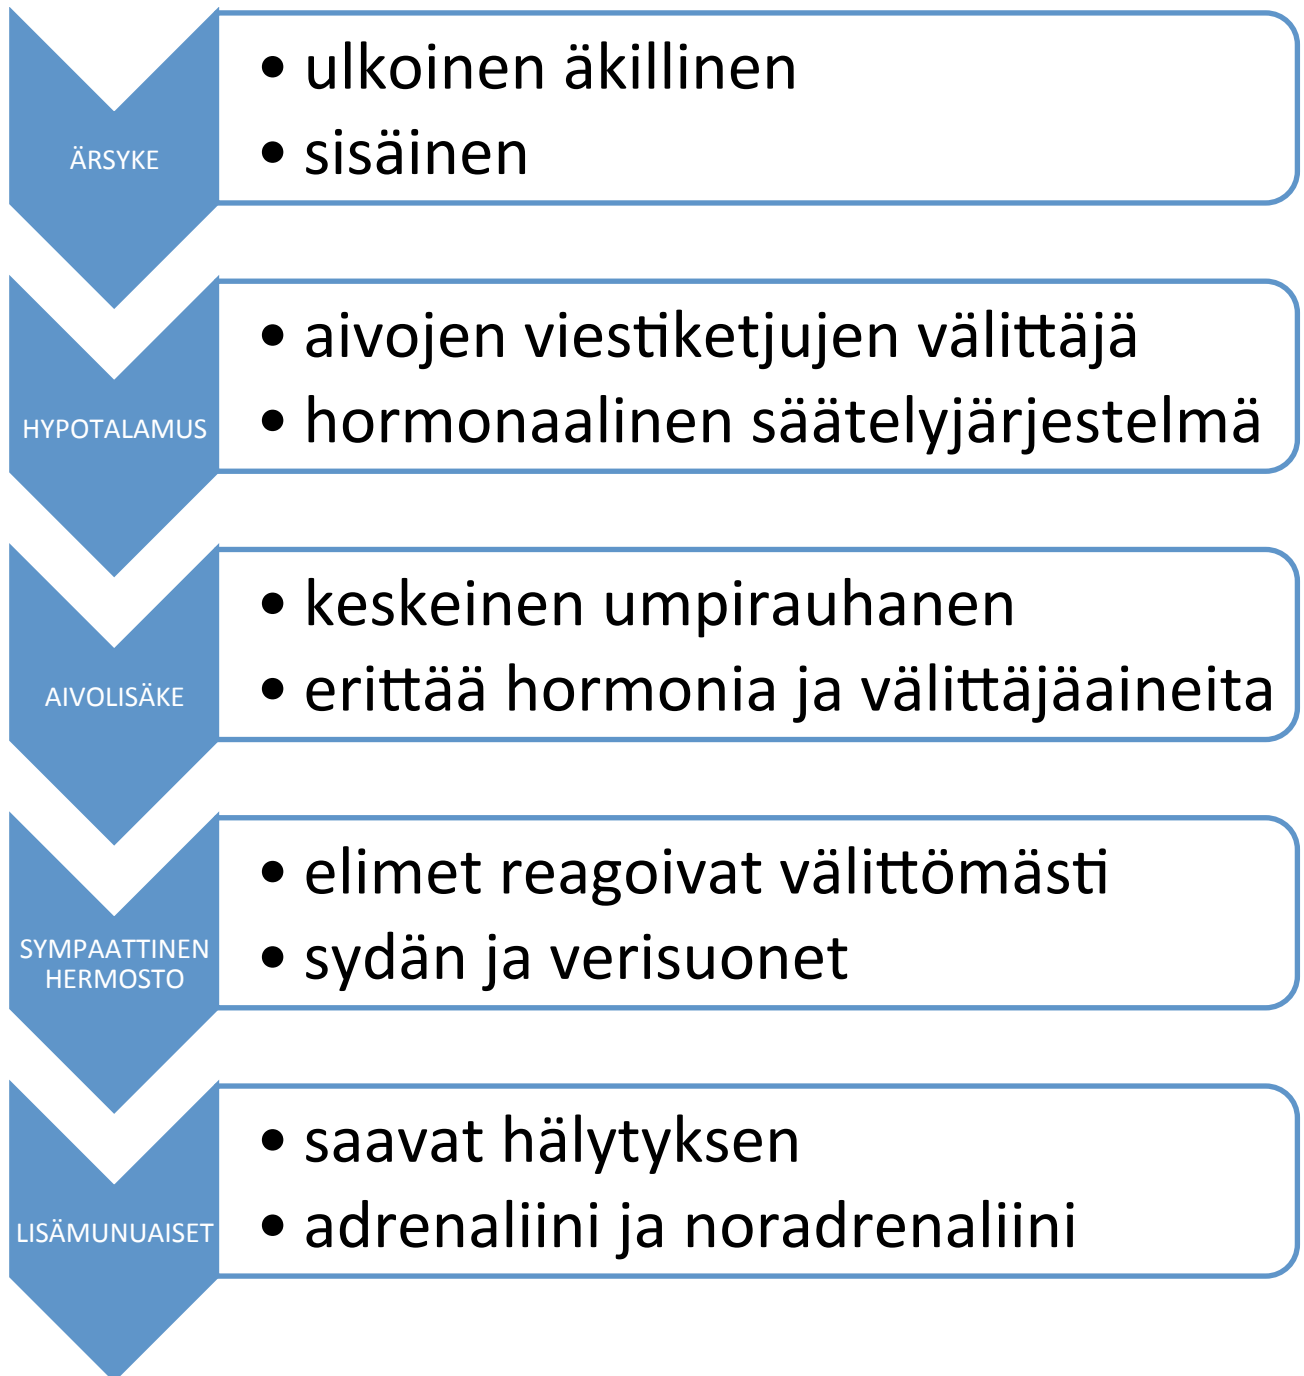 ÄRSYKE
• ulkoinen äkillinen
• sisäinen
HYPOTALAMUS
• aivojen viestiketjujen välittäjä
• hormonaalinen säätelyjärjestelmä
AIVOLISÄKE
• keskeinen umpirauhanen
• erittää hormonia ja välittäjäaineita
SYMPAATTINEN
HERMOSTO
• elimet reagoivat välittömästi
• sydän ja verisuonet
LISÄMUNUAISET
• saavat hälytyksen
• adrenaliini ja noradrenaliini